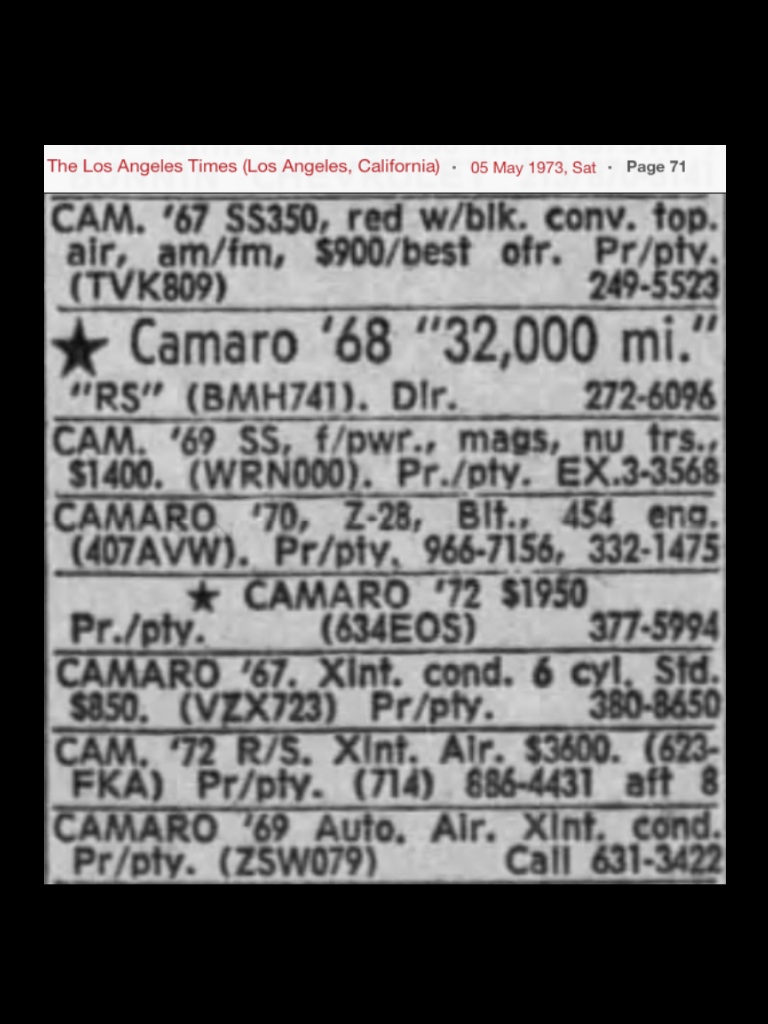 The Los Angeles Times (Los Angeles, California) · 05 May 1973, Sat · Page 71
CAM. '67 SS350, red w/blk. conv. top.
air, am/fm, $900/best ofr. Pr/pty.
(TVK809) 249-5523
★ Camaro '68 "32,000 mi."
"RS" (BMH741). Dlr. 272-6096
CAM. '69 SS, f/pwr., mags, nu trs.,
$1400. (WRN000). Pr./pty. EX.3-3568
CAMARO '70, Z-28, Blt., 454 eng.
(407AVW). Pr/pty. 966-7156, 332-1475
★ CAMARO '72 $1950
Pr./pty. (634EOS) 377-5994
CAMARO '67. Xlnt. cond. 6 cyl. Std.
$850. (VZX723) Pr/pty. 380-8650
CAM. '72 R/S. Xlnt. Air. $3600. (623-
FKA) Pr/pty. (714) 886-4431 aft 8
CAMARO '69 Auto. Air. Xlnt. cond.
Pr/pty. (ZSW079) Call 631-3422